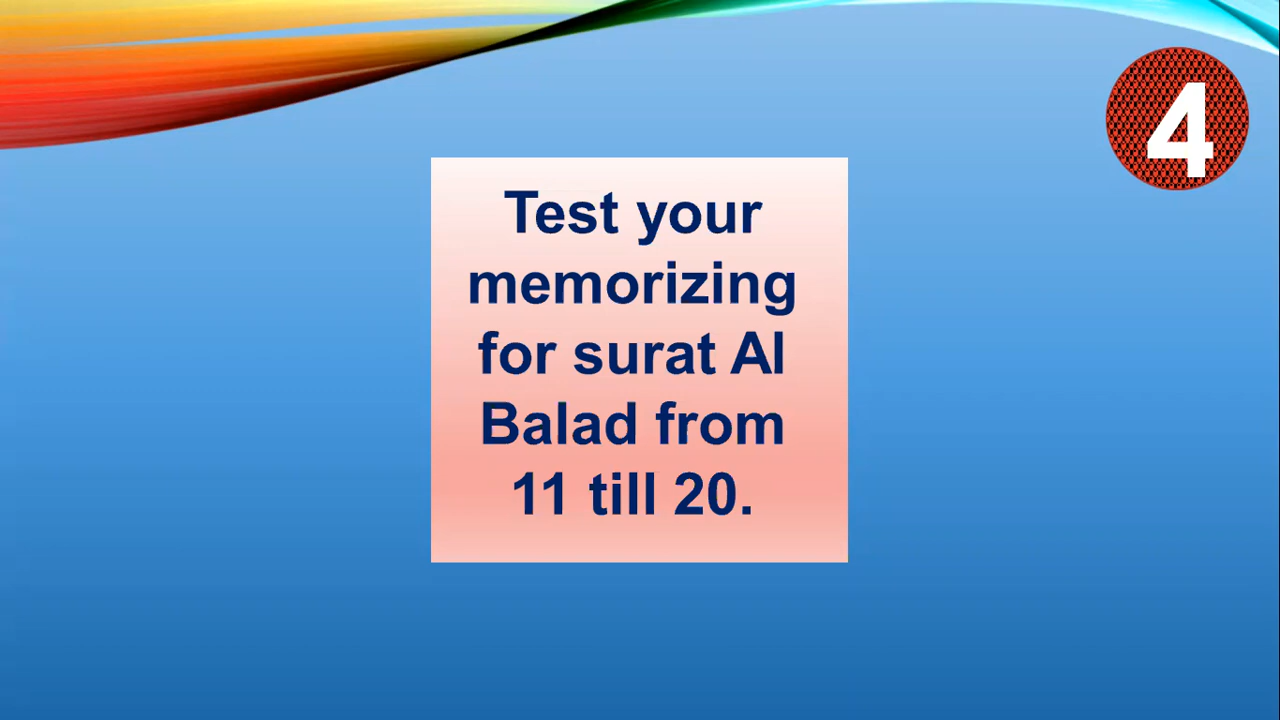 4
Test your
memorizing
for surat Al
Balad from
11 till 20.